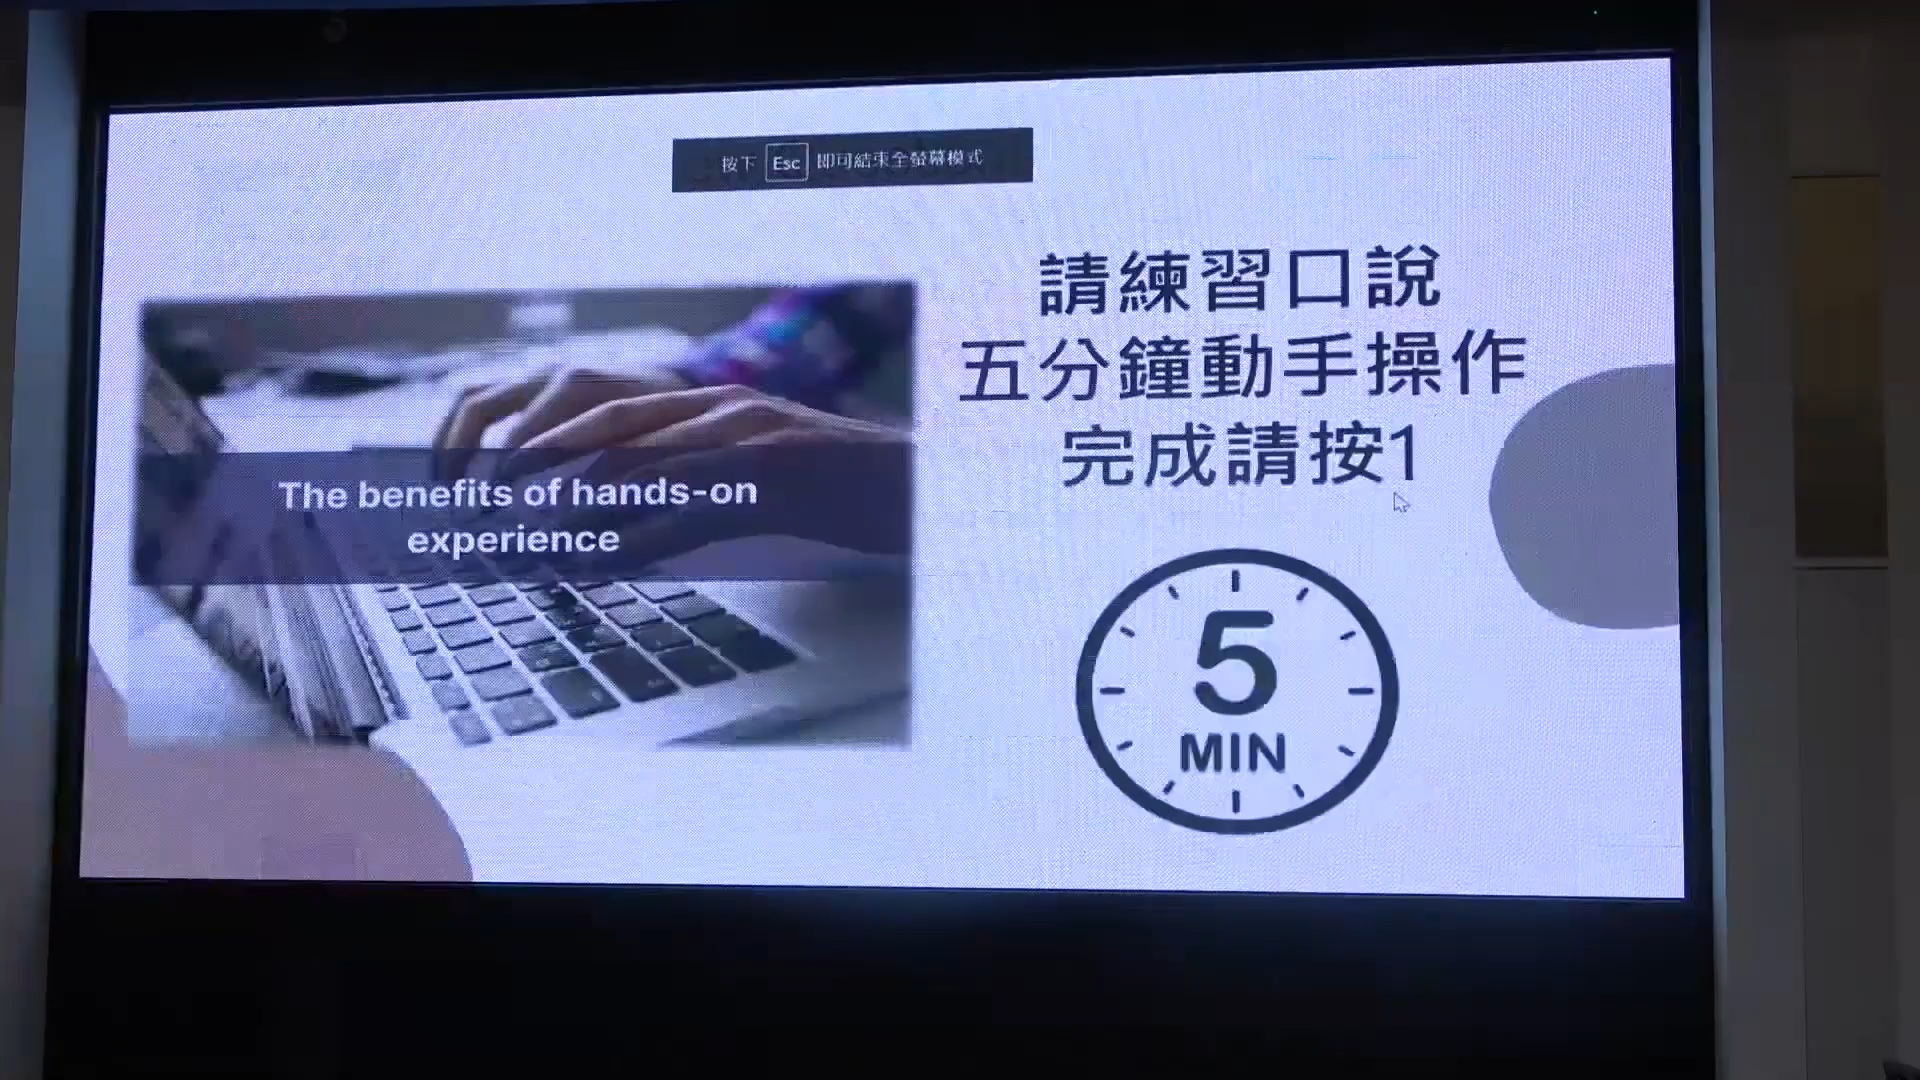 按下 Esc 即可結束全螢幕模式
The benefits of hands-on
experience
請練習口說
五分鐘動手操作
完成請按1
5
MIN